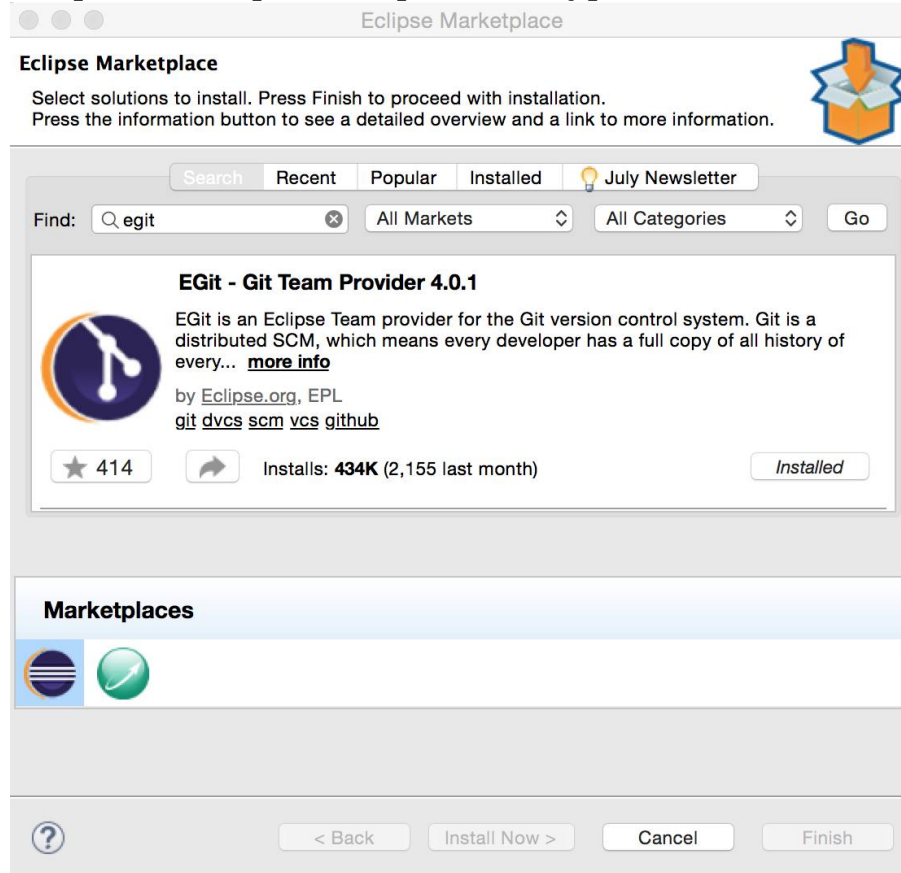 Eclipse Marketplace
Eclipse Marketplace
Select solutions to install. Press Finish to proceed with installation.
Press the information button to see a detailed overview and a link to more information.
Search Recent Popular Installed July Newsletter
Find: egit All Markets All Categories Go
EGit - Git Team Provider 4.0.1
EGit is an Eclipse Team provider for the Git version control system. Git is a
distributed SCM, which means every developer has a full copy of all history of
every... more info
by Eclipse.org, EPL
git dvcs scm vcs github
414 Installs: 434K (2,155 last month) Installed
Marketplaces
? < Back Install Now > Cancel Finish